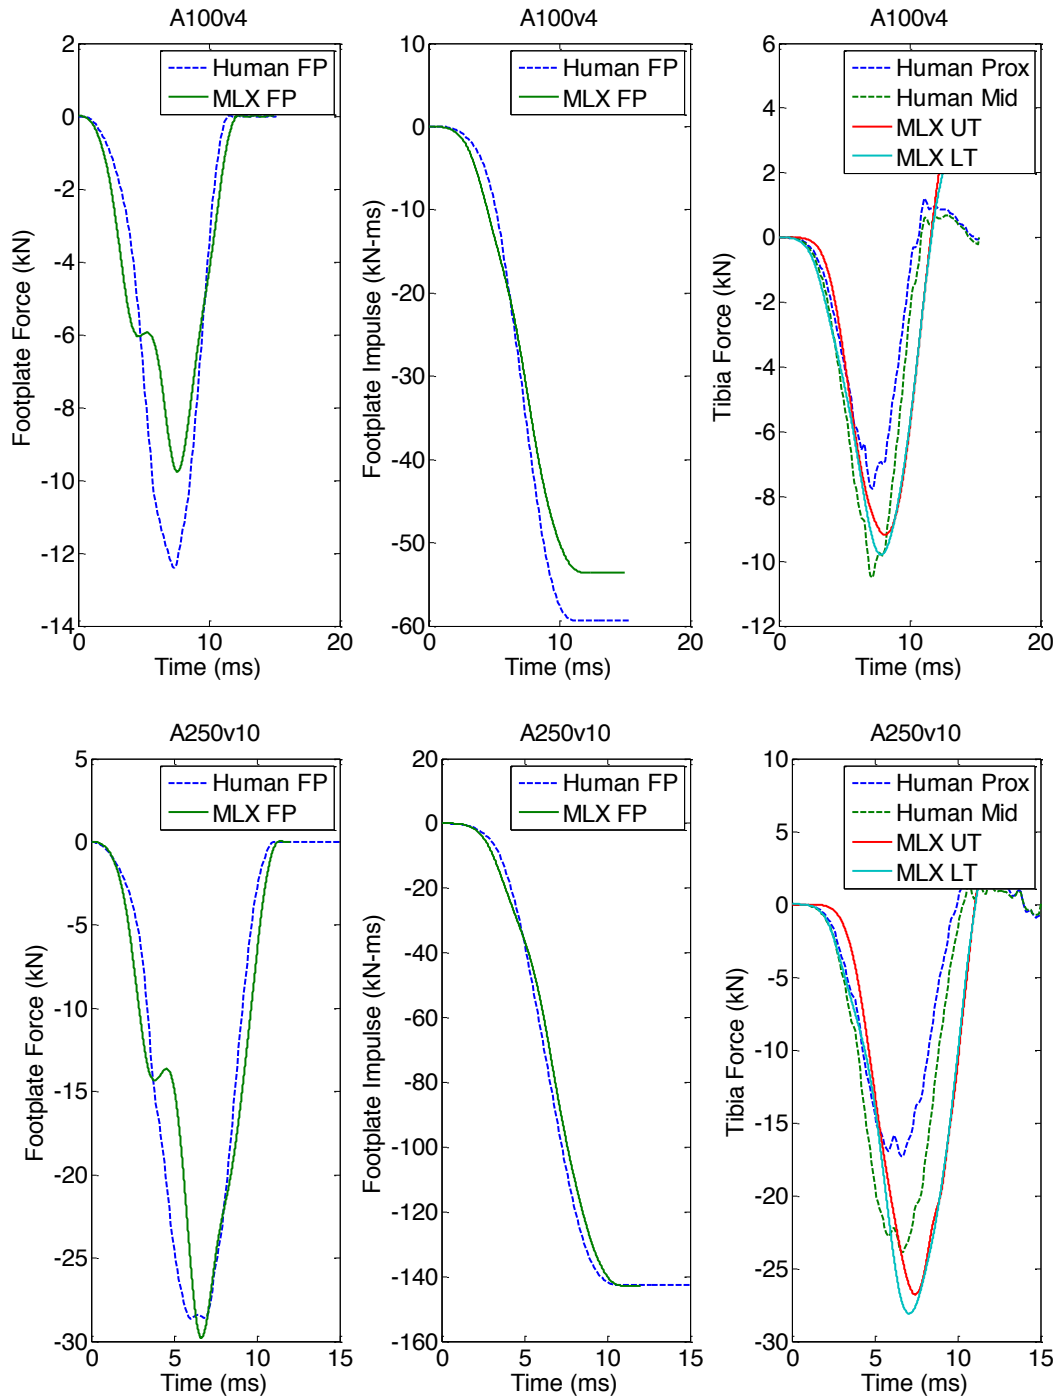 A100v4
A100v4
A100v4
2
0
-2
-4
-6
-8
-10
-12
-14
0
10
20
Footplate Force (kN)
Time (ms)
Human FP
MLX FP
10
0
-10
-20
-30
-40
-50
-60
0
10
20
Footplate Impulse (kN-ms)
Time (ms)
Human FP
MLX FP
6
4
2
0
-2
-4
-6
-8
-10
-12
0
10
20
Tibia Force (kN)
Time (ms)
Human Prox
Human Mid
MLX UT
MLX LT
A250v10
A250v10
A250v10
5
0
-5
-10
-15
-20
-25
-30
0
5
10
15
Footplate Force (kN)
Time (ms)
Human FP
MLX FP
20
0
-20
-40
-60
-80
-100
-120
-140
-160
0
5
10
15
Footplate Impulse (kN-ms)
Time (ms)
Human FP
MLX FP
10
5
0
-5
-10
-15
-20
-25
-30
0
5
10
15
Tibia Force (kN)
Time (ms)
Human Prox
Human Mid
MLX UT
MLX LT